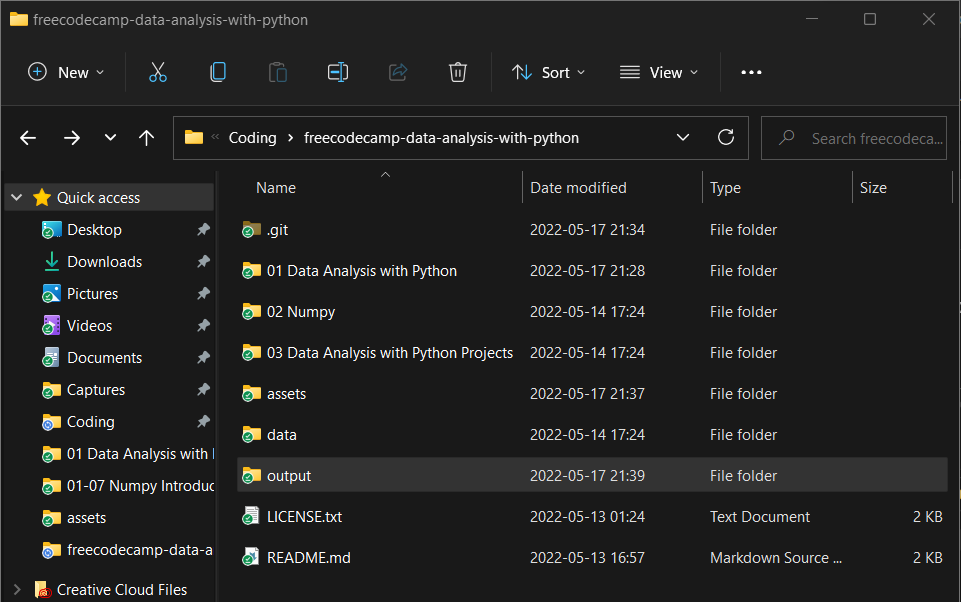 freecodecamp-data-analysis-with-python
New Sort View
« Coding > freecodecamp-data-analysis-with-python Search freecodeca...
Name Date modified Type Size
Quick access
Desktop
Downloads
Pictures
Videos
Documents
Captures
Coding
01 Data Analysis with
01-07 Numpy Introduc
assets
freecodecamp-data-a
Creative Cloud Files
.git 2022-05-17 21:34 File folder
01 Data Analysis with Python 2022-05-17 21:28 File folder
02 Numpy 2022-05-14 17:24 File folder
03 Data Analysis with Python Projects 2022-05-14 17:24 File folder
assets 2022-05-17 21:37 File folder
data 2022-05-14 17:24 File folder
output 2022-05-17 21:39 File folder
LICENSE.txt 2022-05-13 01:24 Text Document 2 KB
README.md 2022-05-13 16:57 Markdown Source ... 2 KB